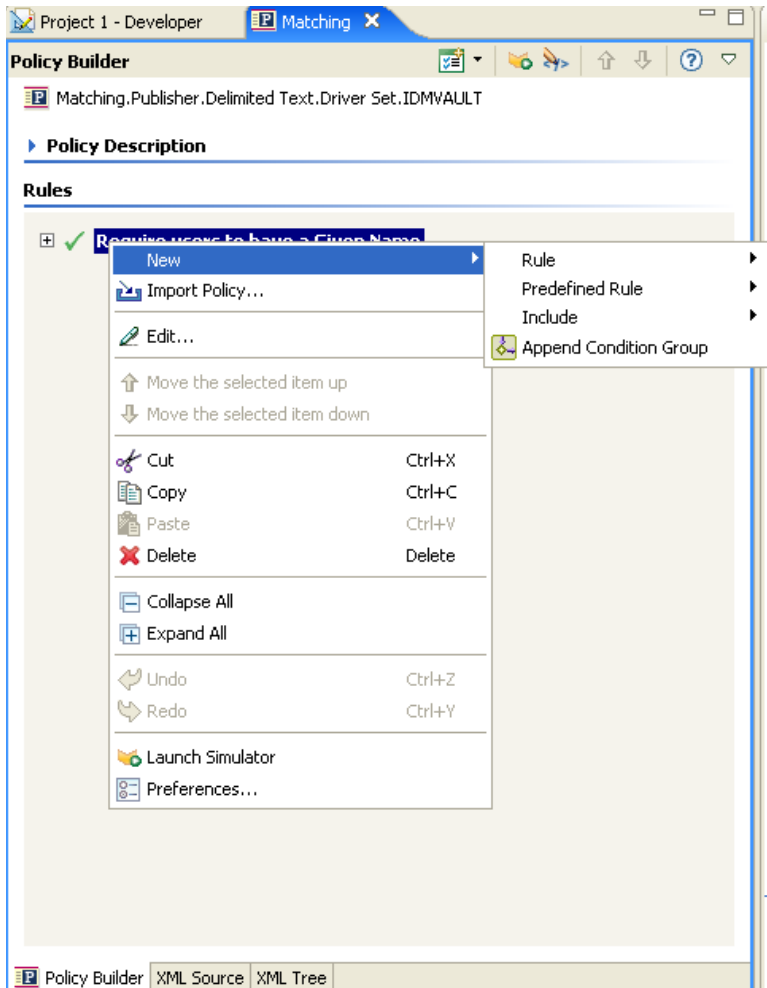 Project 1 - Developer
Matching
Policy Builder
Matching.Publisher.Delimited Text.Driver Set.IDMVAULT
Policy Description
Rules
Require users to have a Given Name
New
Import Policy...
Edit...
Move the selected item up
Move the selected item down
Cut Ctrl+X
Copy Ctrl+C
Paste Ctrl+V
Delete Delete
Collapse All
Expand All
Undo Ctrl+Z
Redo Ctrl+Y
Launch Simulator
Preferences...
Rule
Predefined Rule
Include
Append Condition Group
Policy Builder XML Source XML Tree